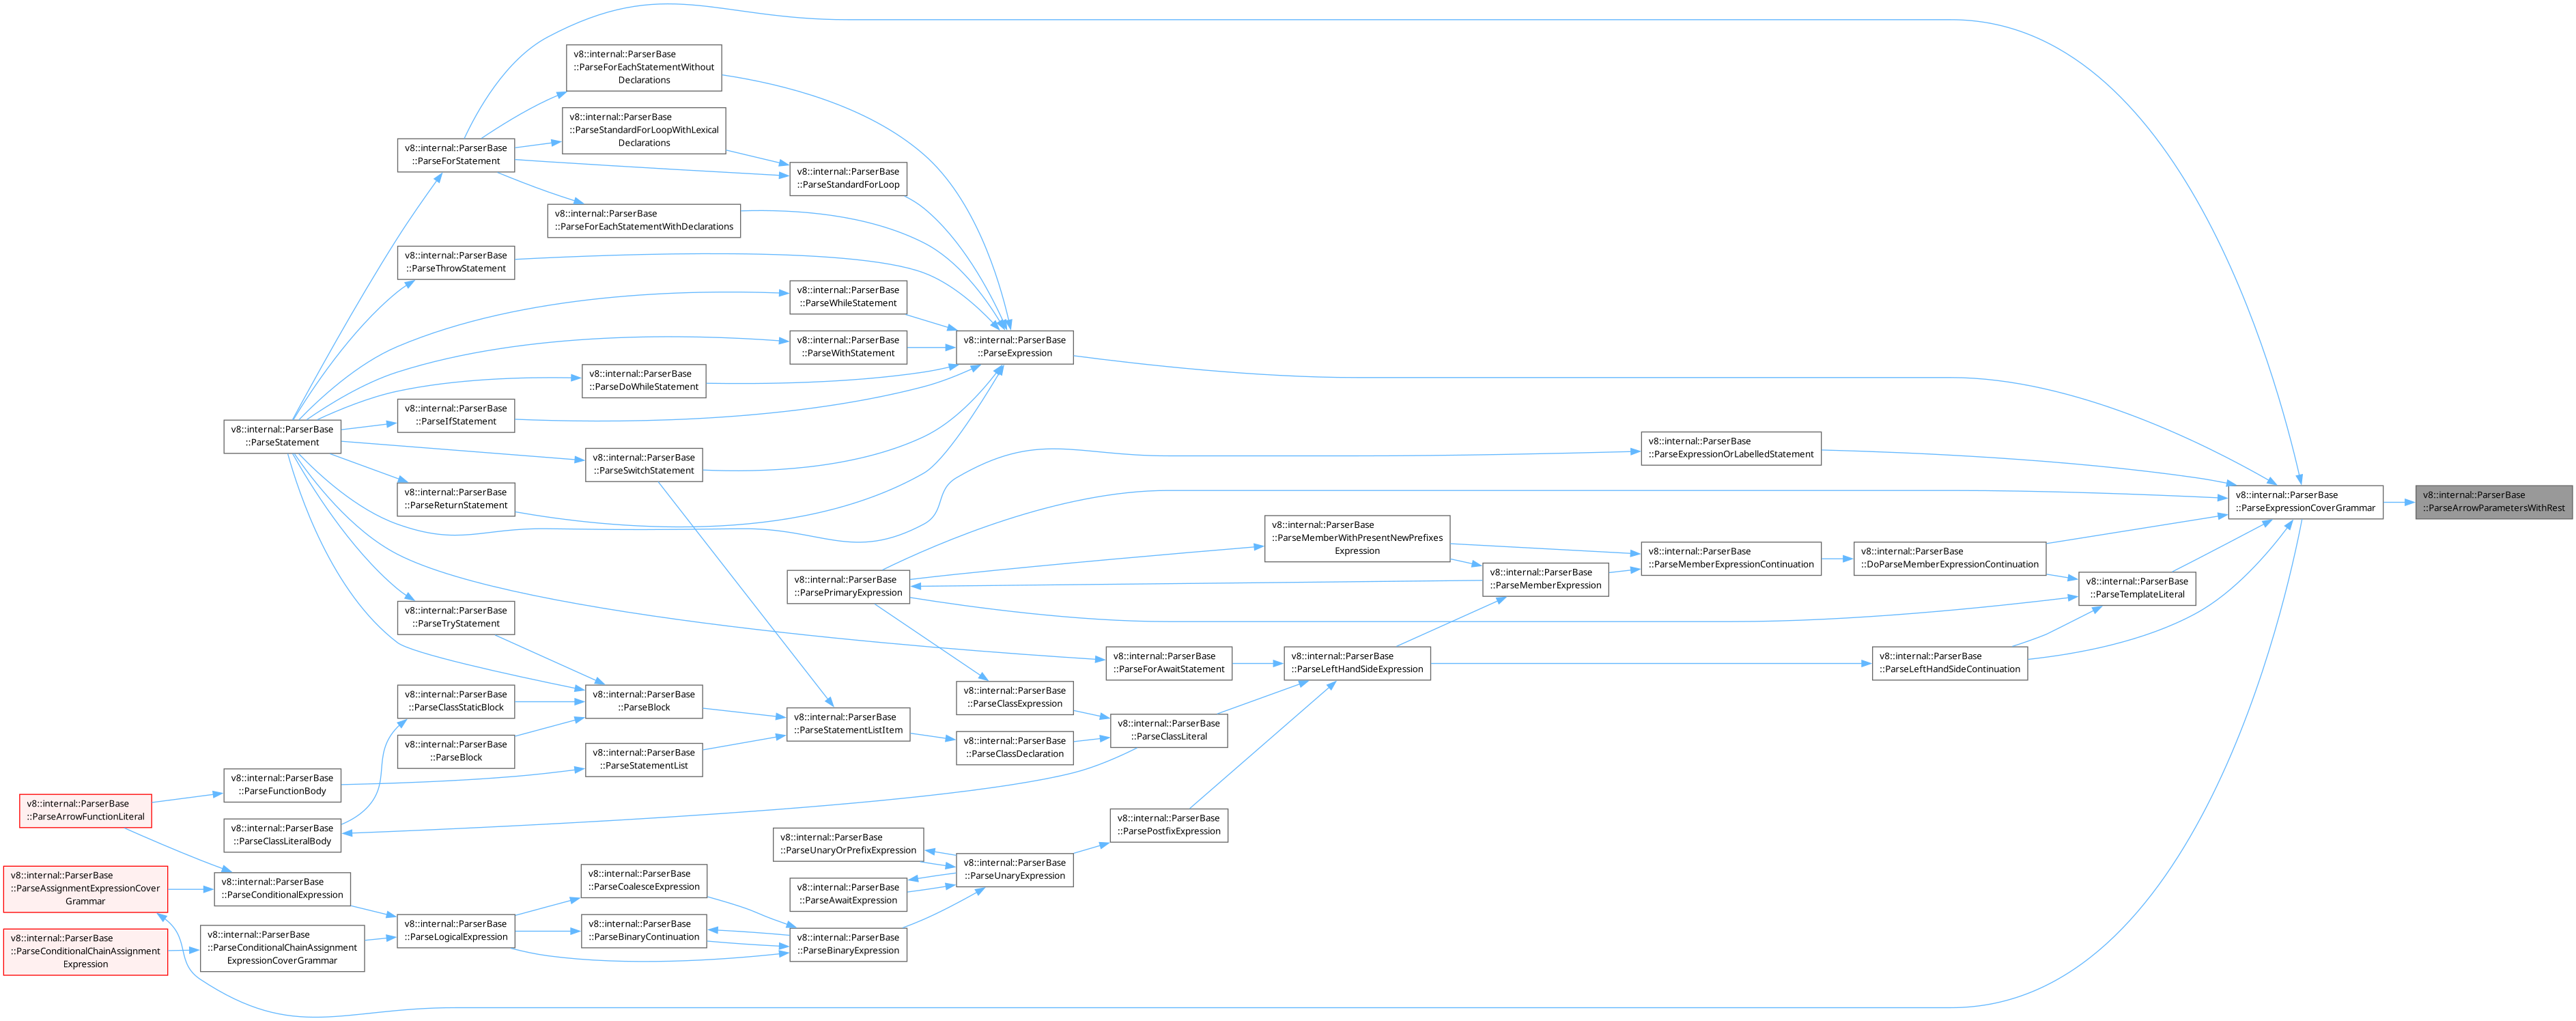 v8::internal::ParserBase
::ParseForEachStatementWithout
Declarations
v8::internal::ParserBase
::ParseStandardForLoopWithLexical
Declarations
v8::internal::ParserBase
::ParseForStatement
v8::internal::ParserBase
::ParseStandardForLoop
v8::internal::ParserBase
::ParseForEachStatementWithDeclarations
v8::internal::ParserBase
::ParseThrowStatement
v8::internal::ParserBase
::ParseWhileStatement
v8::internal::ParserBase
::ParseWithStatement
v8::internal::ParserBase
::ParseExpression
v8::internal::ParserBase
::ParseDoWhileStatement
v8::internal::ParserBase
::ParseIfStatement
v8::internal::ParserBase
::ParseStatement
v8::internal::ParserBase
::ParseExpressionOrLabelledStatement
v8::internal::ParserBase
::ParseSwitchStatement
v8::internal::ParserBase
::ParseReturnStatement
v8::internal::ParserBase
::ParseExpressionCoverGrammar
v8::internal::ParserBase
::ParseArrowParametersWithRest
v8::internal::ParserBase
::ParseMemberWithPresentNewPrefixes
Expression
v8::internal::ParserBase
::ParseMemberExpressionContinuation
v8::internal::ParserBase
::DoParseMemberExpressionContinuation
v8::internal::ParserBase
::ParsePrimaryExpression
v8::internal::ParserBase
::ParseMemberExpression
v8::internal::ParserBase
::ParseTemplateLiteral
v8::internal::ParserBase
::ParseTryStatement
v8::internal::ParserBase
::ParseForAwaitStatement
v8::internal::ParserBase
::ParseLeftHandSideExpression
v8::internal::ParserBase
::ParseLeftHandSideContinuation
v8::internal::ParserBase
::ParseClassStaticBlock
v8::internal::ParserBase
::ParseBlock
v8::internal::ParserBase
::ParseClassExpression
v8::internal::ParserBase
::ParseStatementListItem
v8::internal::ParserBase
::ParseClassLiteral
v8::internal::ParserBase
::ParseBlock
v8::internal::ParserBase
::ParseClassDeclaration
v8::internal::ParserBase
::ParseStatementList
v8::internal::ParserBase
::ParseFunctionBody
v8::internal::ParserBase
::ParseArrowFunctionLiteral
v8::internal::ParserBase
::ParseClassLiteralBody
v8::internal::ParserBase
::ParsePostfixExpression
v8::internal::ParserBase
::ParseUnaryOrPrefixExpression
v8::internal::ParserBase
::ParseUnaryExpression
v8::internal::ParserBase
::ParseAssignmentExpressionCover
Grammar
v8::internal::ParserBase
::ParseConditionalExpression
v8::internal::ParserBase
::ParseCoalesceExpression
v8::internal::ParserBase
::ParseAwaitExpression
v8::internal::ParserBase
::ParseConditionalChainAssignment
Expression
v8::internal::ParserBase
::ParseConditionalChainAssignment
ExpressionCoverGrammar
v8::internal::ParserBase
::ParseLogicalExpression
v8::internal::ParserBase
::ParseBinaryContinuation
v8::internal::ParserBase
::ParseBinaryExpression